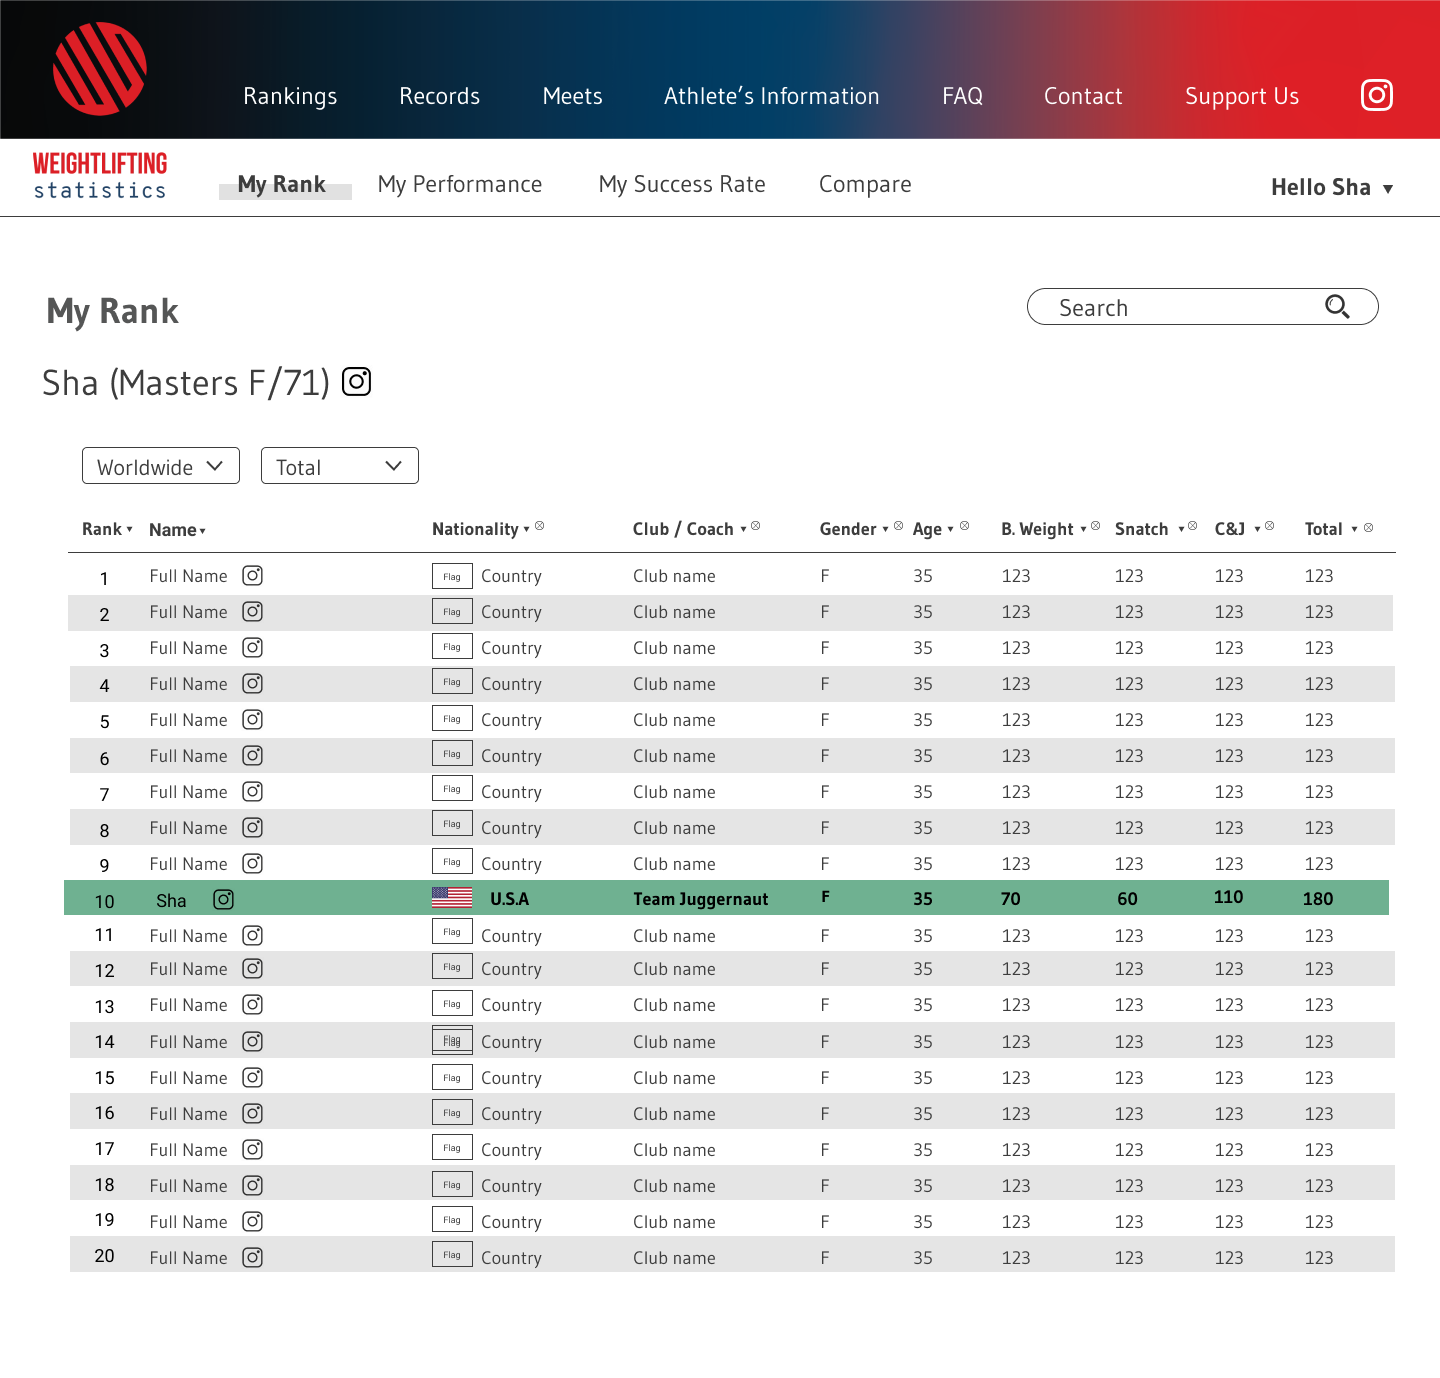 Rankings Records Meets Athlete’s Information FAQ Contact Support Us
WEIGHTLIFTING
statistics
My Rank My Performance My Success Rate Compare Hello Sha
My Rank
Search
Sha (Masters F/71)
Worldwide Total
Rank Name Nationality Club / Coach Gender Age B. Weight Snatch C&J Total
1 Full Name Flag Country Club name F 35 123 123 123 123
2 Full Name Flag Country Club name F 35 123 123 123 123
3 Full Name Flag Country Club name F 35 123 123 123 123
4 Full Name Flag Country Club name F 35 123 123 123 123
5 Full Name Flag Country Club name F 35 123 123 123 123
6 Full Name Flag Country Club name F 35 123 123 123 123
7 Full Name Flag Country Club name F 35 123 123 123 123
8 Full Name Flag Country Club name F 35 123 123 123 123
9 Full Name Flag Country Club name F 35 123 123 123 123
10 Sha U.S.A Team Juggernaut F 35 70 60 110 180
11 Full Name Flag Country Club name F 35 123 123 123 123
12 Full Name Flag Country Club name F 35 123 123 123 123
13 Full Name Flag Country Club name F 35 123 123 123 123
14 Full Name Flag Country Club name F 35 123 123 123 123
15 Full Name Flag Country Club name F 35 123 123 123 123
16 Full Name Flag Country Club name F 35 123 123 123 123
17 Full Name Flag Country Club name F 35 123 123 123 123
18 Full Name Flag Country Club name F 35 123 123 123 123
19 Full Name Flag Country Club name F 35 123 123 123 123
20 Full Name Flag Country Club name F 35 123 123 123 123